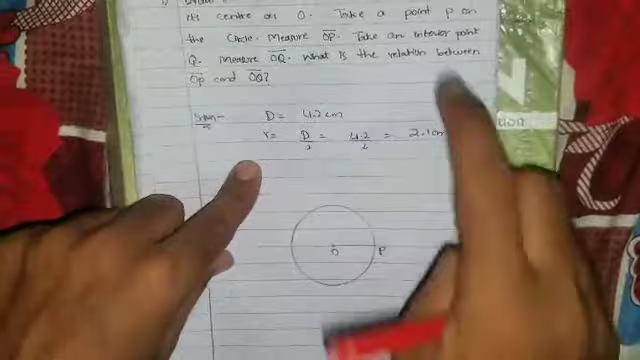 its centre as O. Take a point P on
the Circle. Measure OP. Take an interior point
Q. Measure OQ. What is the relation between
OP and OQ?
Soln-
D = 4.2 cm
r = D/2 = 4.2/2 = 2.1 cm
O P